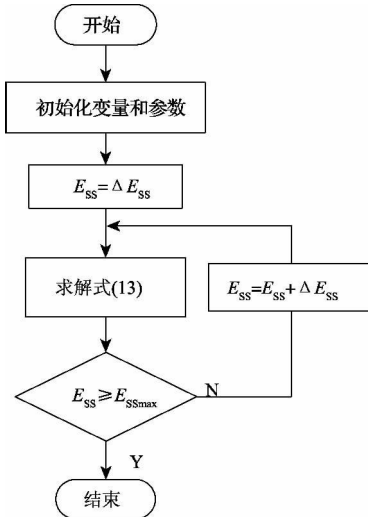 开始
初始化变量和参数
E_SS=ΔE_SS
求解式(13)
E_SS=E_SS+ΔE_SS
E_SS≥E_SSmax
N
Y
结束